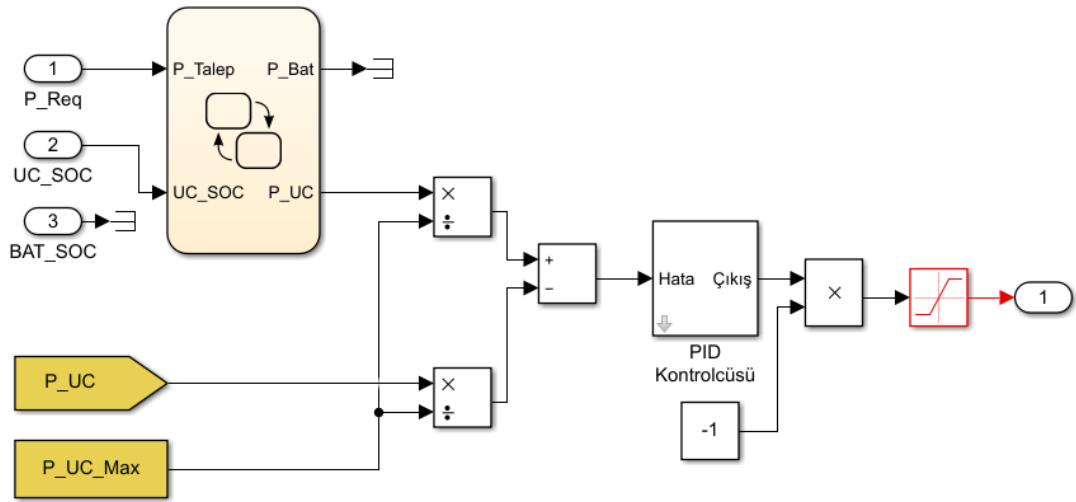 1
P_Req
2
UC_SOC
3
BAT_SOC
P_Talep
P_Bat
UC_SOC
P_UC
×
÷
+
−
Hata
Çıkış
PID
Kontrolcüsü
×
-1
1
P_UC
×
÷
P_UC_Max